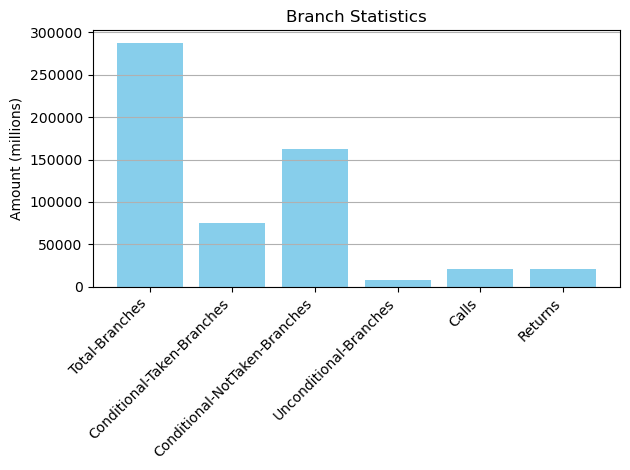 Branch Statistics
Amount (millions)
300000
250000
200000
150000
100000
50000
0
Total-Branches
Conditional-Taken-Branches
Conditional-NotTaken-Branches
Unconditional-Branches
Calls
Returns